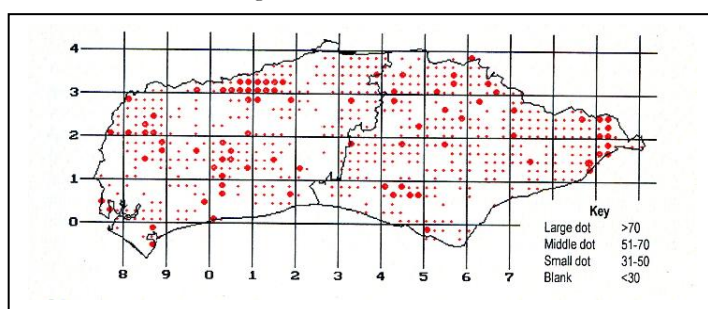 4
3
2
1
0
8 9 0 1 2 3 4 5 6 7
Key
Large dot >70
Middle dot 51-70
Small dot 31-50
Blank <30